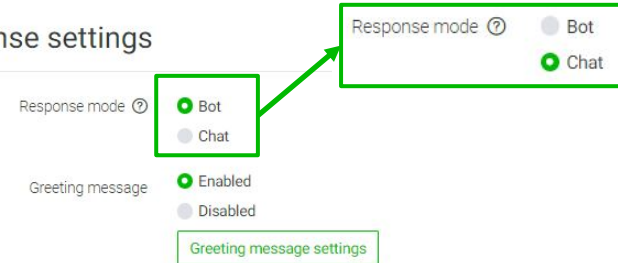 nse settings
Response mode ?
Bot
Chat
Response mode ?
Bot
Chat
Greeting message
Enabled
Disabled
Greeting message settings